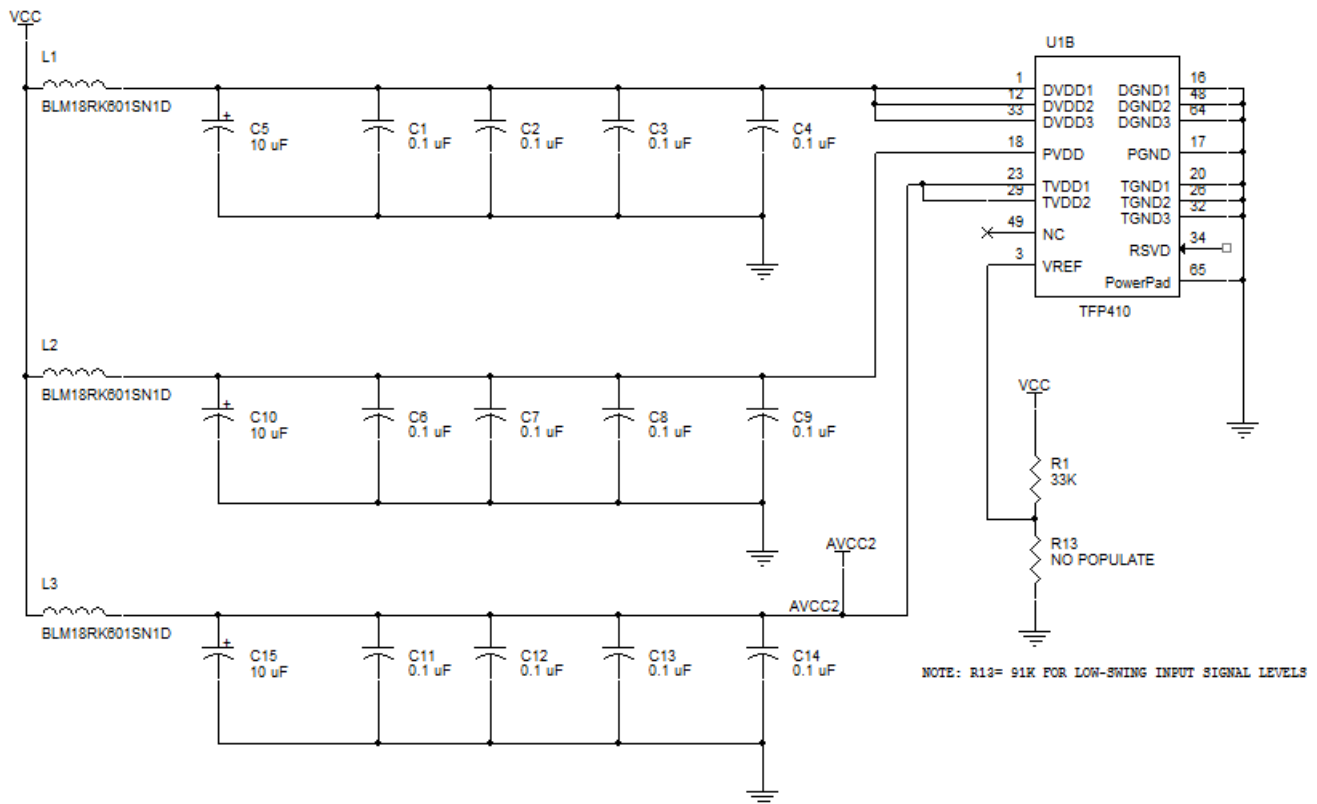 VCC
L1
BLM18RK601SN1D
C5
10 uF
C1
0.1 uF
C2
0.1 uF
C3
0.1 uF
C4
0.1 uF
U1B
1
12
33
18
23
29
49
3
DVDD1
DVDD2
DVDD3
PVDD
TVDD1
TVDD2
NC
VREF
DGND1
DGND2
DGND3
PGND
TGND1
TGND2
TGND3
RSVD
PowerPad
16
48
64
17
20
26
32
34
65
TFP410
L2
BLM18RK601SN1D
C10
10 uF
C6
0.1 uF
C7
0.1 uF
C8
0.1 uF
C9
0.1 uF
VCC
R1
33K
R13
NO POPULATE
AVCC2
L3
BLM18RK601SN1D
AVCC2
C15
10 uF
C11
0.1 uF
C12
0.1 uF
C13
0.1 uF
C14
0.1 uF
NOTE: R13= 91K FOR LOW-SWING INPUT SIGNAL LEVELS